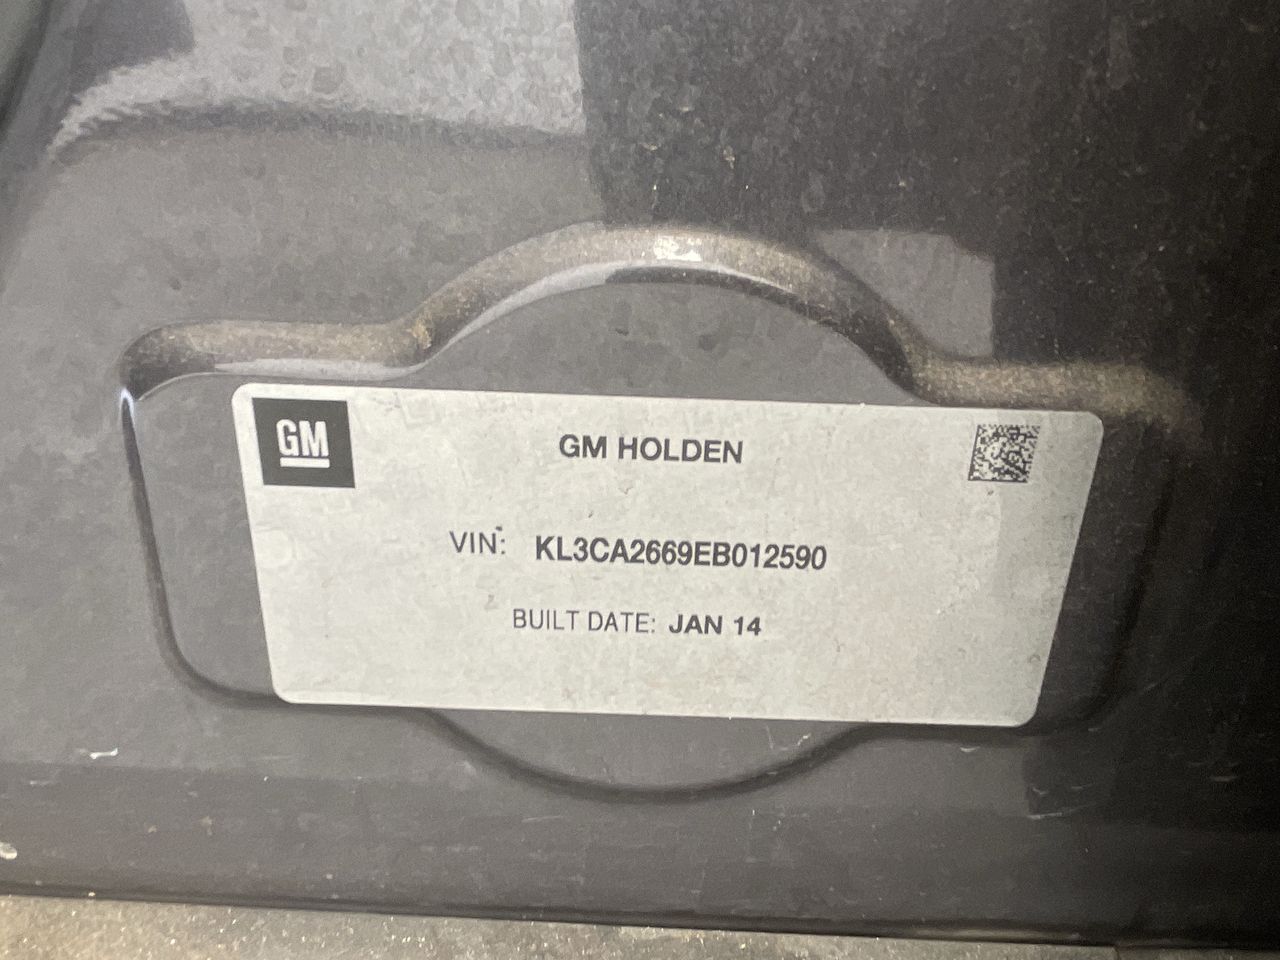 GM
GM HOLDEN
VIN: KL3CA2669EB012590
BUILT DATE: JAN 14